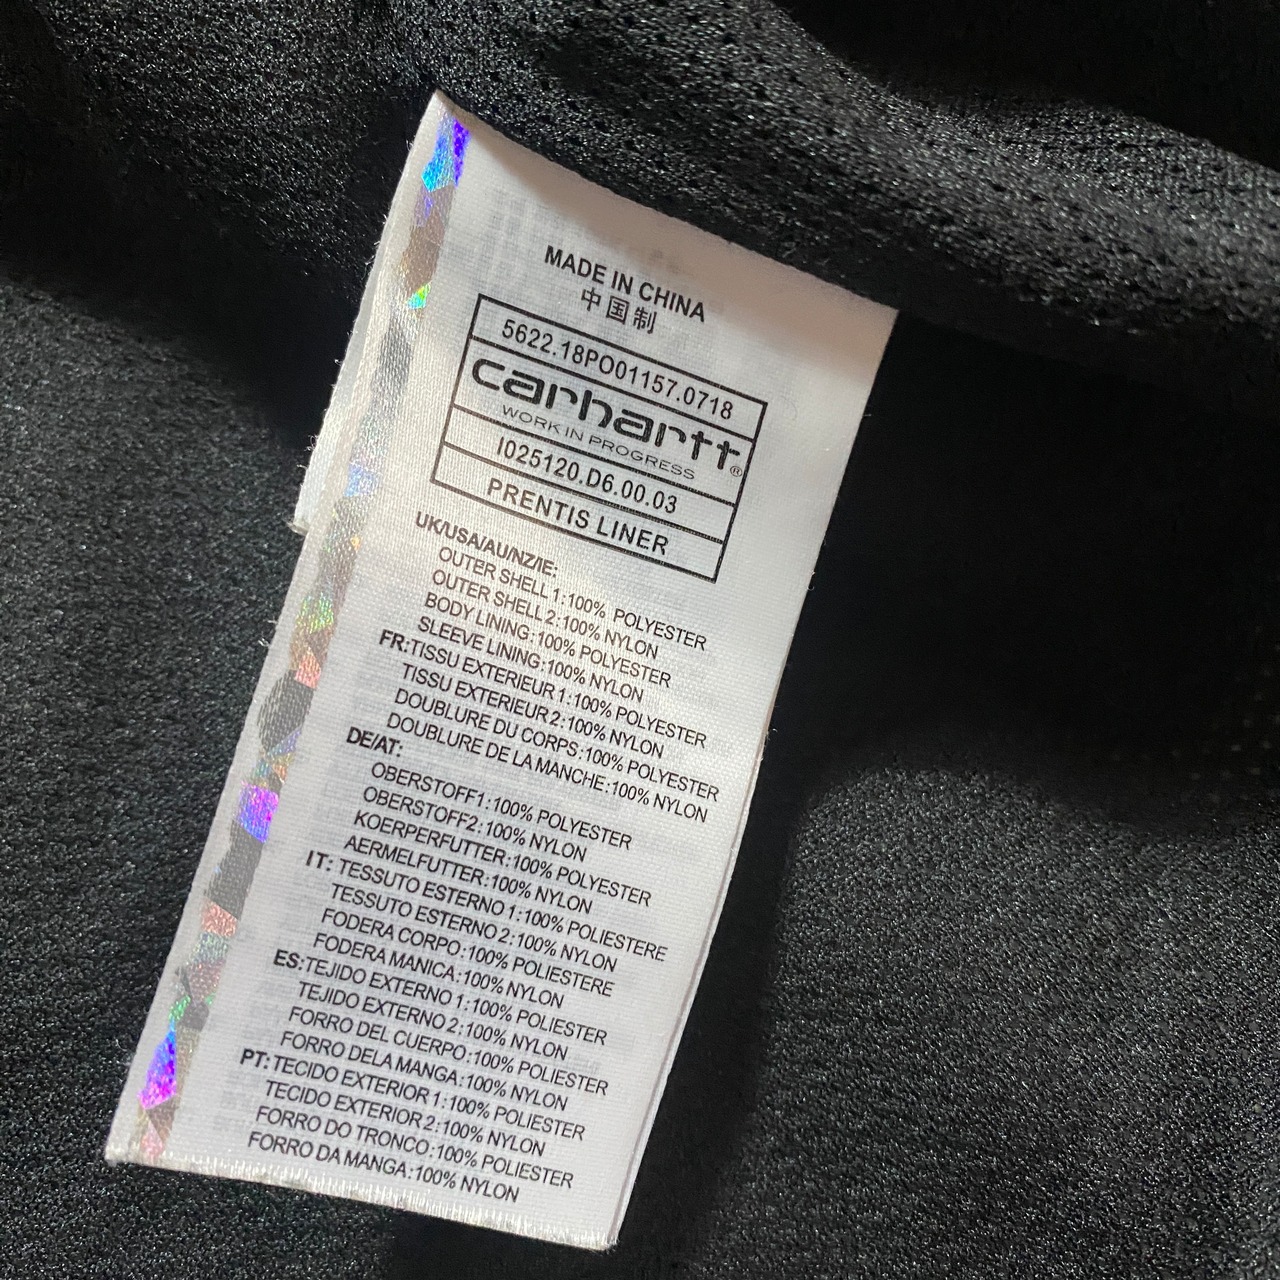 MADE IN CHINA
中国制
5622.18PO01157.0718
carhartt®
WORK IN PROGRESS
I025120.D6.00.03
PRENTIS LINER
UK/USA/AU/NZ/IE:
OUTER SHELL 1:100% POLYESTER
OUTER SHELL 2:100% NYLON
BODY LINING:100% POLYESTER
SLEEVE LINING:100% NYLON
FR:TISSU EXTERIEUR 1:100% POLYESTER
TISSU EXTERIEUR 2:100% NYLON
DOUBLURE DU CORPS:100% POLYESTER
DOUBLURE DE LA MANCHE:100% NYLON
DE/AT:
OBERSTOFF1:100% POLYESTER
OBERSTOFF2:100% NYLON
KOERPERFUTTER:100% POLYESTER
AERMELFUTTER:100% NYLON
IT: TESSUTO ESTERNO 1:100% POLIESTERE
TESSUTO ESTERNO 2:100% NYLON
FODERA CORPO:100% POLIESTERE
FODERA MANICA:100% NYLON
ES:TEJIDO EXTERNO 1:100% POLIESTER
TEJIDO EXTERNO 2:100% NYLON
FORRO DEL CUERPO:100% POLIESTER
FORRO DELA MANGA:100% NYLON
PT: TECIDO EXTERIOR 1:100% POLIESTER
TECIDO EXTERIOR 2:100% NYLON
FORRO DO TRONCO:100% POLIESTER
FORRO DA MANGA:100% NYLON